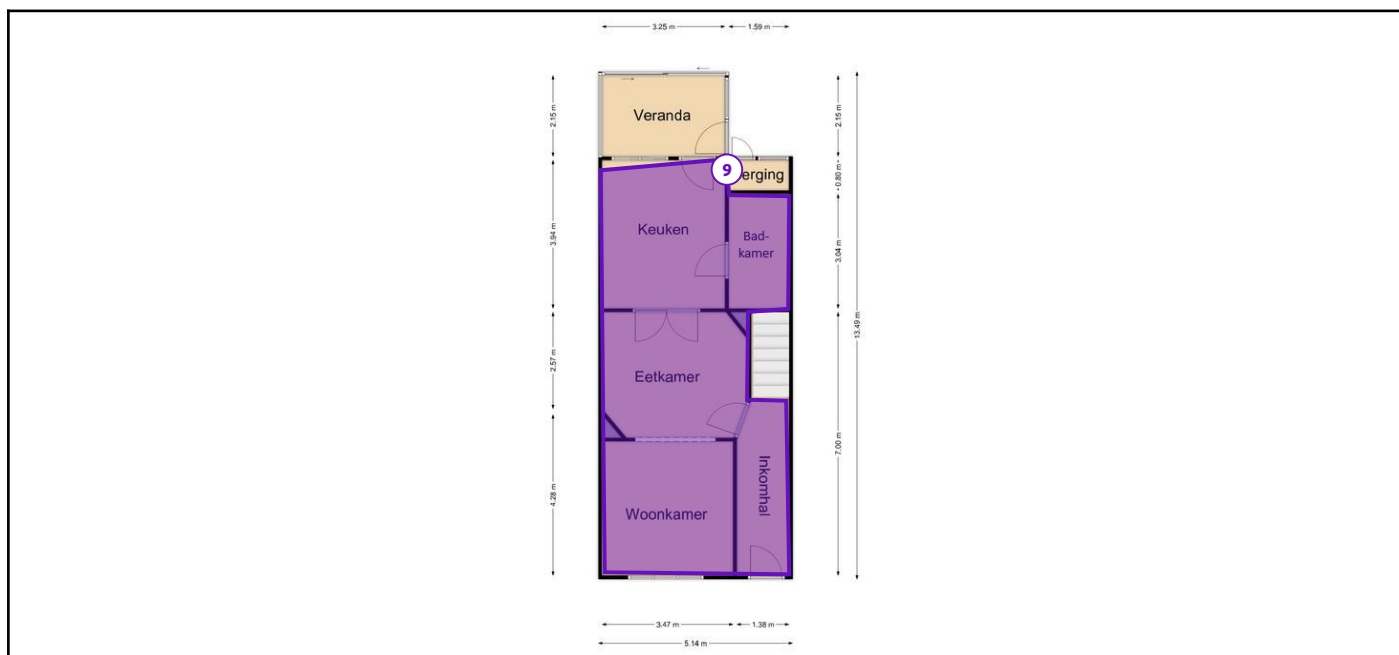 3.25 m
1.59 m
Veranda
2.15 m
2.15 m
9
erging
0.80 m
Keuken
Bad-
kamer
3.94 m
3.04 m
2.57 m
Eetkamer
13.49 m
7.00 m
4.28 m
Woonkamer
Inkomhal
3.47 m
1.38 m
5.14 m